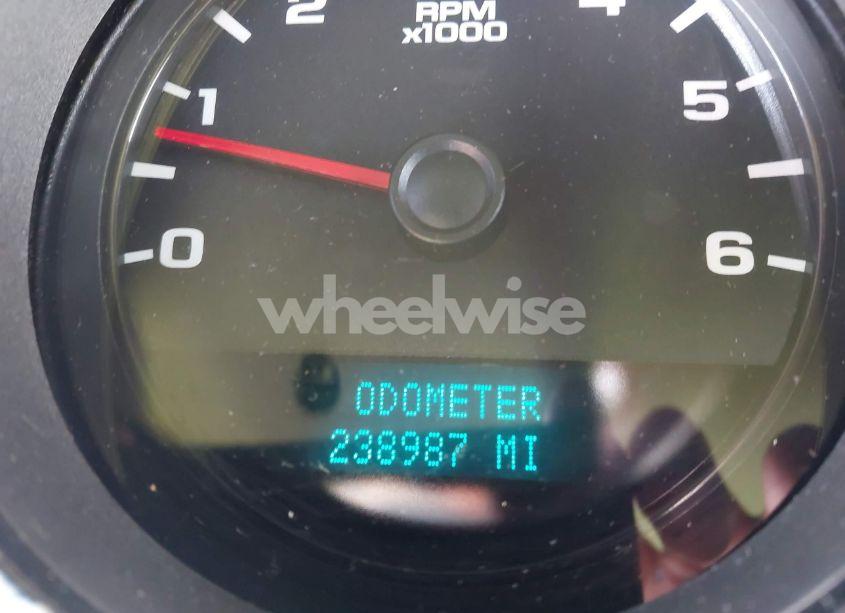 2
4
RPM
x1000
1
5
0
6
wheelwise
ODOMETER
238987 MI